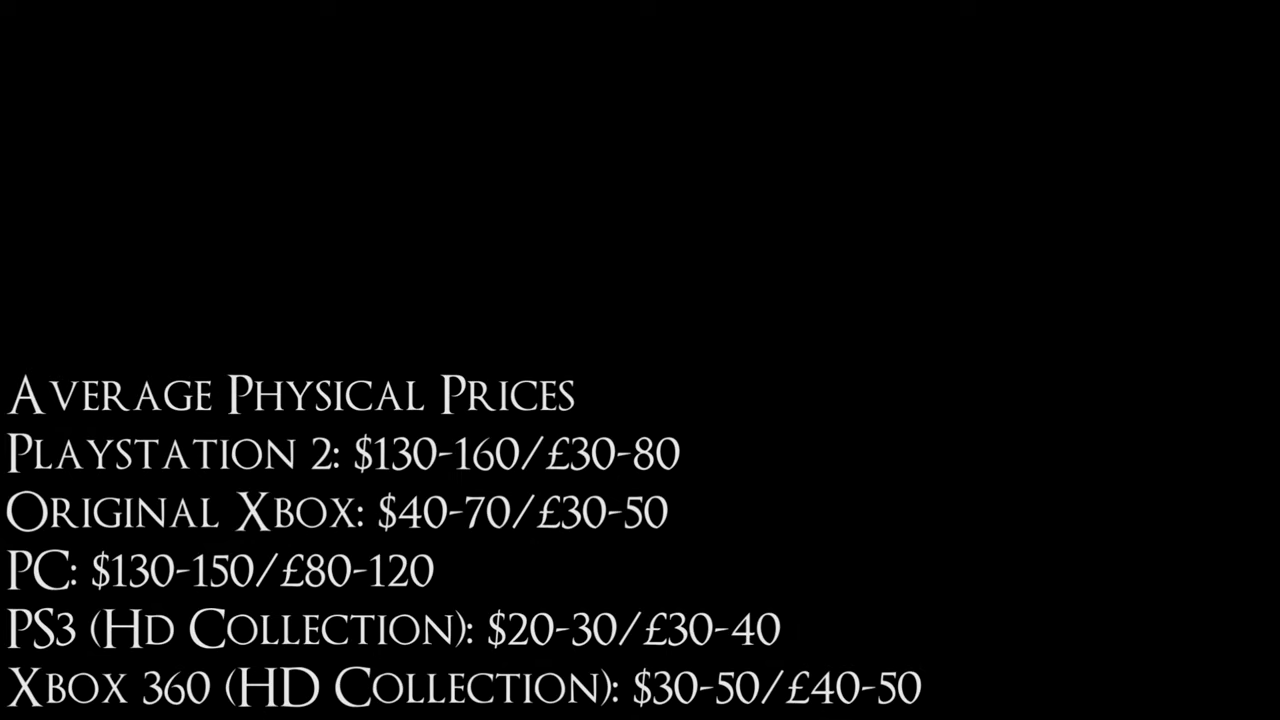 Average Physical Prices
Playstation 2: $130-160/£30-80
Original Xbox: $40-70/£30-50
PC: $130-150/£80-120
PS3 (Hd Collection): $20-30/£30-40
Xbox 360 (HD Collection): $30-50/£40-50